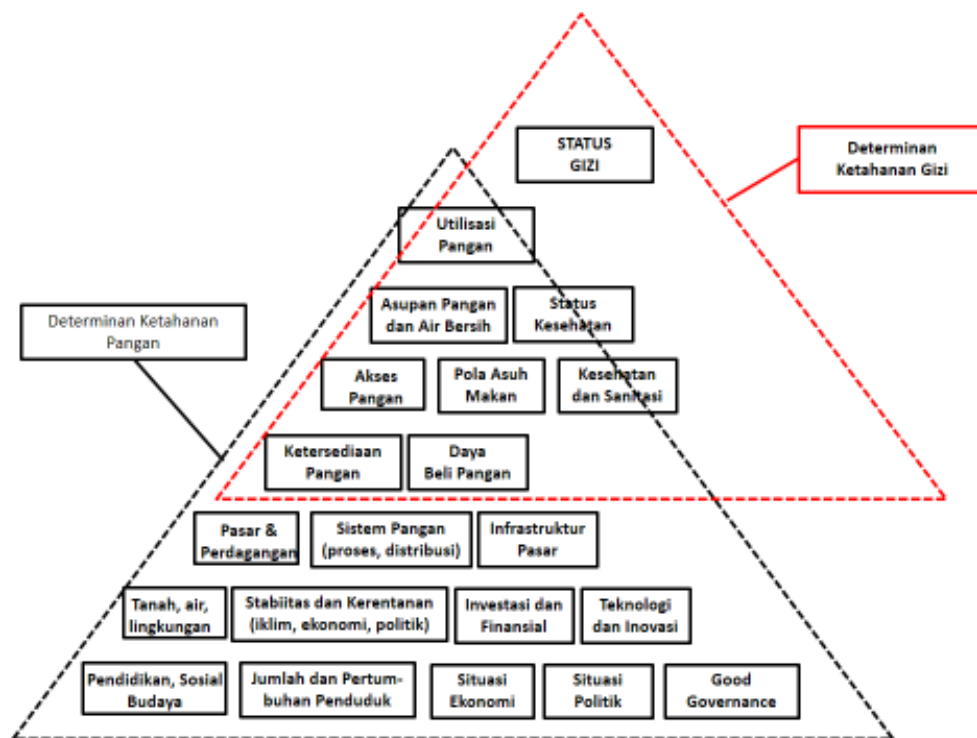 STATUS
GIZI
Determinan
Ketahanan Gizi
Utilisasi
Pangan
Determinan Ketahanan
Pangan
Asupan Pangan
dan Air Bersih
Status
Kesehatan
Akses
Pangan
Pola Asuh
Makan
Kesehatan
dan Sanitasi
Ketersediaan
Pangan
Daya
Beli Pangan
Pasar &
Perdagangan
Sistem Pangan
(proses, distribusi)
Infrastruktur
Pasar
Tanah, air,
lingkungan
Stabiitas dan Kerentanan
(iklim, ekonomi, politik)
Investasi dan
Finansial
Teknologi
dan Inovasi
Pendidikan, Sosial
Budaya
Jumlah dan Pertum-
buhan Penduduk
Situasi
Ekonomi
Situasi
Politik
Good
Governance